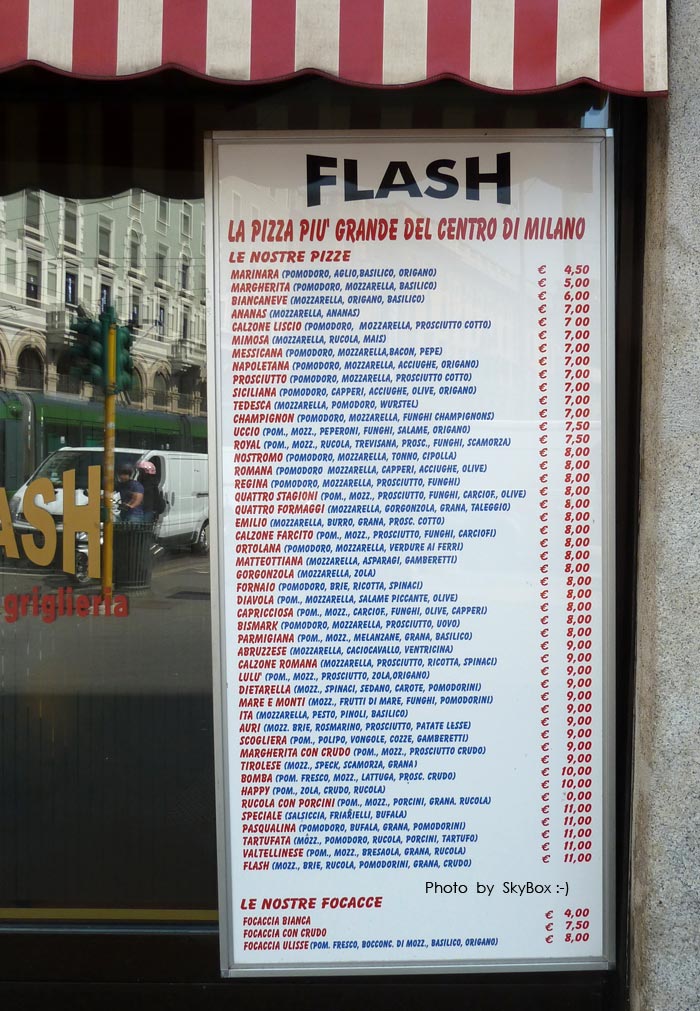 FLASH
LA PIZZA PIU' GRANDE DEL CENTRO DI MILANO
LE NOSTRE PIZZE
MARINARA (POMODORO, AGLIO,BASILICO, ORIGANO) € 4,50
MARGHERITA (POMODORO, MOZZARELLA, BASILICO) € 5,00
BIANCANEVE (MOZZARELLA, ORIGANO, BASILICO) € 6,00
ANANAS (MOZZARELLA, ANANAS) € 7,00
CALZONE LISCIO (POMODORO, MOZZARELLA, PROSCIUTTO COTTO) € 7 00
MIMOSA (MOZZARELLA, RUCOLA, MAIS) € 7,00
MESSICANA (POMODORO, MOZZARELLA,BACON, PEPE) € 7,00
NAPOLETANA (POMODORO, MOZZARELLA, ACCIUGHE, ORIGANO) € 7,00
PROSCIUTTO (POMODORO, MOZZARELLA, PROSCIUTTO COTTO) € 7,00
SICILIANA (POMODORO, CAPPERI, ACCIUGHE, OLIVE, ORIGANO) € 7,00
TEDESCA (MOZZARELLA, POMODORO, WURSTEL) € 7,00
CHAMPIGNON (POMODORO, MOZZARELLA, FUNGHI CHAMPIGNONS) € 7,00
UCCIO (POM., MOZZ., PEPERONI, FUNGHI, SALAME, ORIGANO) € 7,50
ROYAL (POM., MOZZ., RUCOLA, TREVISANA, PROSC., FUNGHI, SCAMORZA) € 7,50
NOSTROMO (POMODORO, MOZZARELLA, TONNO, CIPOLLA) € 8,00
ROMANA (POMODORO MOZZARELLA, CAPPERI, ACCIUGHE, OLIVE) € 8,00
REGINA (POMODORO, MOZZARELLA, PROSCIUTTO, FUNGHI) € 8,00
QUATTRO STAGIONI (POM., MOZZ., PROSCIUTTO, FUNGHI, CARCIOF., OLIVE) € 8,00
QUATTRO FORMAGGI (MOZZARELLA, GORGONZOLA, GRANA, TALEGGIO) € 8,00
EMILIO (MOZZARELLA, BURRO, GRANA, PROSC. COTTO) € 8,00
CALZONE FARCITO (POM., MOZZ., PROSCIUTTO, FUNGHI, CARCIOFI) € 8,00
ORTOLANA (POMODORO, MOZZARELLA, VERDURE AI FERRI) € 8,00
MATTEOTTIANA (MOZZARELLA, ASPARAGI, GAMBERETTI) € 8,00
GORGONZOLA (MOZZARELLA, ZOLA) € 8,00
FORNAIO (POMODORO, BRIE, RICOTTA, SPINACI) € 8,00
DIAVOLA (POM., MOZZARELLA, SALAME PICCANTE, OLIVE) € 8,00
CAPRICCIOSA (POM., MOZZ., CARCIOF., FUNGHI, OLIVE, CAPPERI) € 8,00
BISMARK (POMODORO, MOZZARELLA, PROSCIUTTO, UOVO) € 8,00
PARMIGIANA (POM., MOZZ., MELANZANE, GRANA, BASILICO) € 8,00
ABRUZZESE (MOZZARELLA, CACIOCAVALLO, VENTRICINA) € 9,00
CALZONE ROMANA (MOZZARELLA, PROSCIUTTO, RICOTTA, SPINACI) € 9,00
LULU' (POM., MOZZ., PROSCIUTTO, ZOLA,ORIGANO) € 9,00
DIETARELLA (MOZZ., SPINACI, SEDANO, CAROTE, POMODORINI) € 9,00
MARE E MONTI (MOZZ., FRUTTI DI MARE, FUNGHI, POMODORINI) € 9,00
ITA (MOZZARELLA, PESTO, PINOLI, BASILICO) € 9,00
AURI (MOZZ. BRIE, ROSMARINO, PROSCIUTTO, PATATE LESSE) € 9,00
SCOGLIERA (POM., POLIPO, VONGOLE, COZZE, GAMBERETTI) € 9,00
MARGHERITA CON CRUDO (POM., MOZZ., PROSCIUTTO CRUDO) € 9,00
TIROLESE (MOZZ., SPECK, SCAMORZA, GRANA) € 9,00
BOMBA (POM. FRESCO, MOZZ., LATTUGA, PROSC. CRUDO) € 10,00
HAPPY (POM., ZOLA, CRUDO, RUCOLA) € 10,00
RUCOLA CON PORCINI (POM., MOZZ., PORCINI, GRANA, RUCOLA) € 0,00
SPECIALE (SALSICCIA, FRIARIELLI, BUFALA) € 11,00
PASQUALINA (POMODORO, BUFALA, GRANA, POMODORINI) € 11,00
TARTUFATA (MOZZ., POMODORO, RUCOLA, PORCINI, TARTUFO) € 11,00
VALTELLINESE (POM., MOZZ., BRESAOLA, GRANA, RUCOLA) € 11,00
FLASH (MOZZ., BRIE, RUCOLA, POMODORINI, GRANA, CRUDO) € 11,00
Photo by SkyBox :-)
LE NOSTRE FOCACCE
FOCACCIA BIANCA € 4,00
FOCACCIA CON CRUDO € 7,50
FOCACCIA ULISSE (POM. FRESCO, BOCCONC. DI MOZZ., BASILICO, ORIGANO) € 8,00
ASH
griglieria